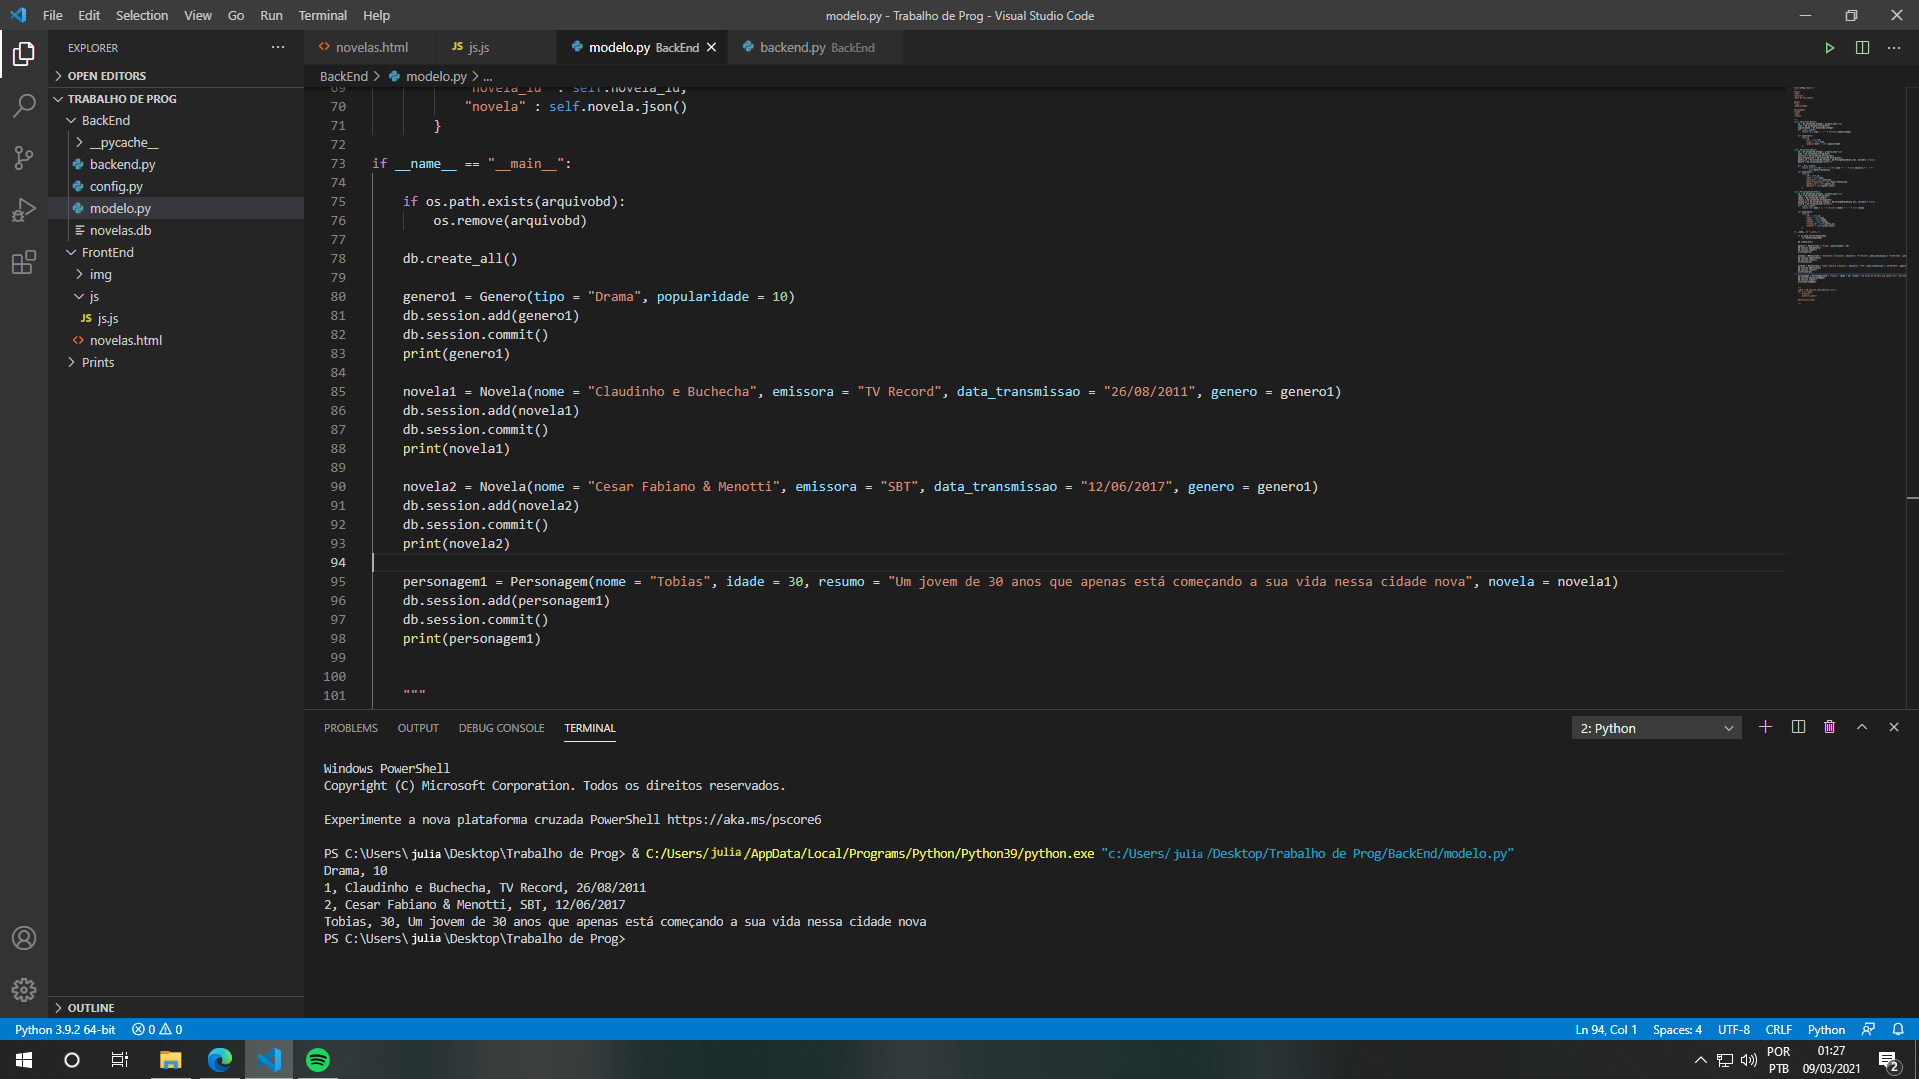 File Edit Selection View Go Run Terminal Help
modelo.py - Trabalho de Prog - Visual Studio Code
EXPLORER
OPEN EDITORS
TRABALHO DE PROG
BackEnd
__pycache__
backend.py
config.py
modelo.py
novelas.db
FrontEnd
img
js
JS js.js
novelas.html
Prints
OUTLINE
novelas.html JS js.js modelo.py BackEnd backend.py BackEnd
BackEnd > modelo.py > ...
69 "novela_id" : self.novela_id,
70 "novela" : self.novela.json()
71 }
72
73 if __name__ == "__main__":
74
75 if os.path.exists(arquivobd):
76 os.remove(arquivobd)
77
78 db.create_all()
79
80 genero1 = Genero(tipo = "Drama", popularidade = 10)
81 db.session.add(genero1)
82 db.session.commit()
83 print(genero1)
84
85 novela1 = Novela(nome = "Claudinho e Buchecha", emissora = "TV Record", data_transmissao = "26/08/2011", genero = genero1)
86 db.session.add(novela1)
87 db.session.commit()
88 print(novela1)
89
90 novela2 = Novela(nome = "Cesar Fabiano & Menotti", emissora = "SBT", data_transmissao = "12/06/2017", genero = genero1)
91 db.session.add(novela2)
92 db.session.commit()
93 print(novela2)
94
95 personagem1 = Personagem(nome = "Tobias", idade = 30, resumo = "Um jovem de 30 anos que apenas está começando a sua vida nessa cidade nova", novela = novela1)
96 db.session.add(personagem1)
97 db.session.commit()
98 print(personagem1)
99
100
101 """
PROBLEMS OUTPUT DEBUG CONSOLE TERMINAL
2: Python
Windows PowerShell
Copyright (C) Microsoft Corporation. Todos os direitos reservados.
Experimente a nova plataforma cruzada PowerShell https://aka.ms/pscore6
PS C:\Users\julia\Desktop\Trabalho de Prog> & C:/Users/julia/AppData/Local/Programs/Python/Python39/python.exe "c:/Users/julia/Desktop/Trabalho de Prog/BackEnd/modelo.py"
Drama, 10
1, Claudinho e Buchecha, TV Record, 26/08/2011
2, Cesar Fabiano & Menotti, SBT, 12/06/2017
Tobias, 30, Um jovem de 30 anos que apenas está começando a sua vida nessa cidade nova
PS C:\Users\julia\Desktop\Trabalho de Prog>
Python 3.9.2 64-bit 0 0
Ln 94, Col 1 Spaces: 4 UTF-8 CRLF Python
POR
PTB
01:27
09/03/2021
2